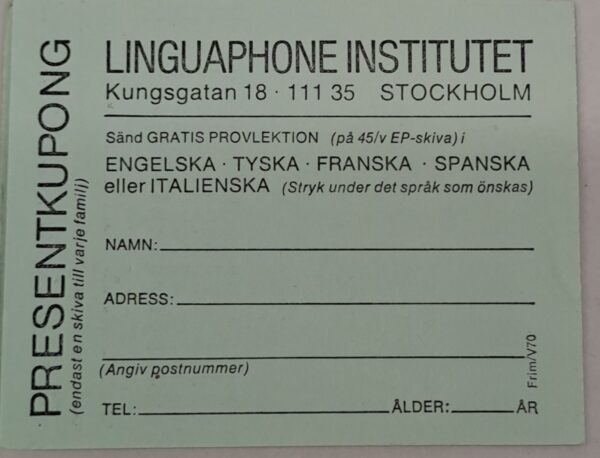 PRESENTKUPONG
(endast en skiva till varje familj)
LINGUAPHONE INSTITUTET
Kungsgatan 18 · 111 35 STOCKHOLM
Sänd GRATIS PROVLEKTION (på 45/v EP-skiva) i
ENGELSKA · TYSKA · FRANSKA · SPANSKA
eller ITALIENSKA (Stryk under det språk som önskas)
NAMN:
ADRESS:
(Angiv postnummer)
TEL: ÅLDER: ÅR
Frim/V70